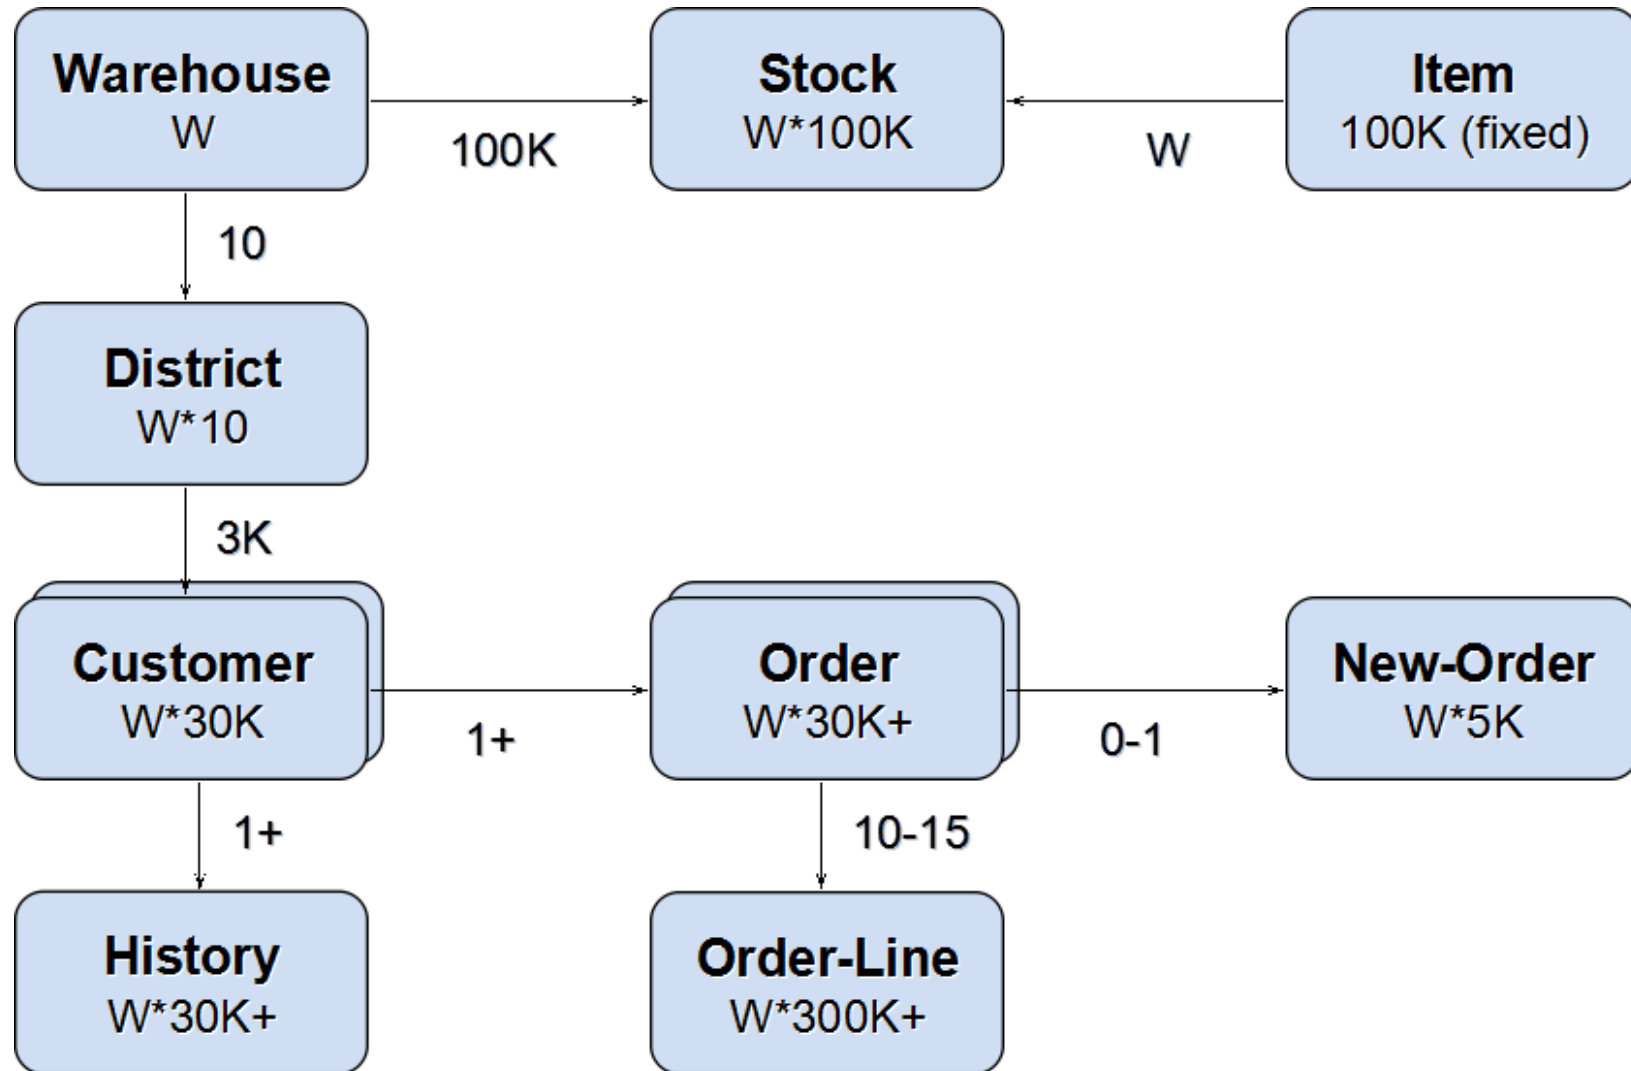 Warehouse
W
100K
Stock
W*100K
W
Item
100K (fixed)
10
District
W*10
3K
Customer
W*30K
1+
Order
W*30K+
0-1
New-Order
W*5K
1+
10-15
History
W*30K+
Order-Line
W*300K+